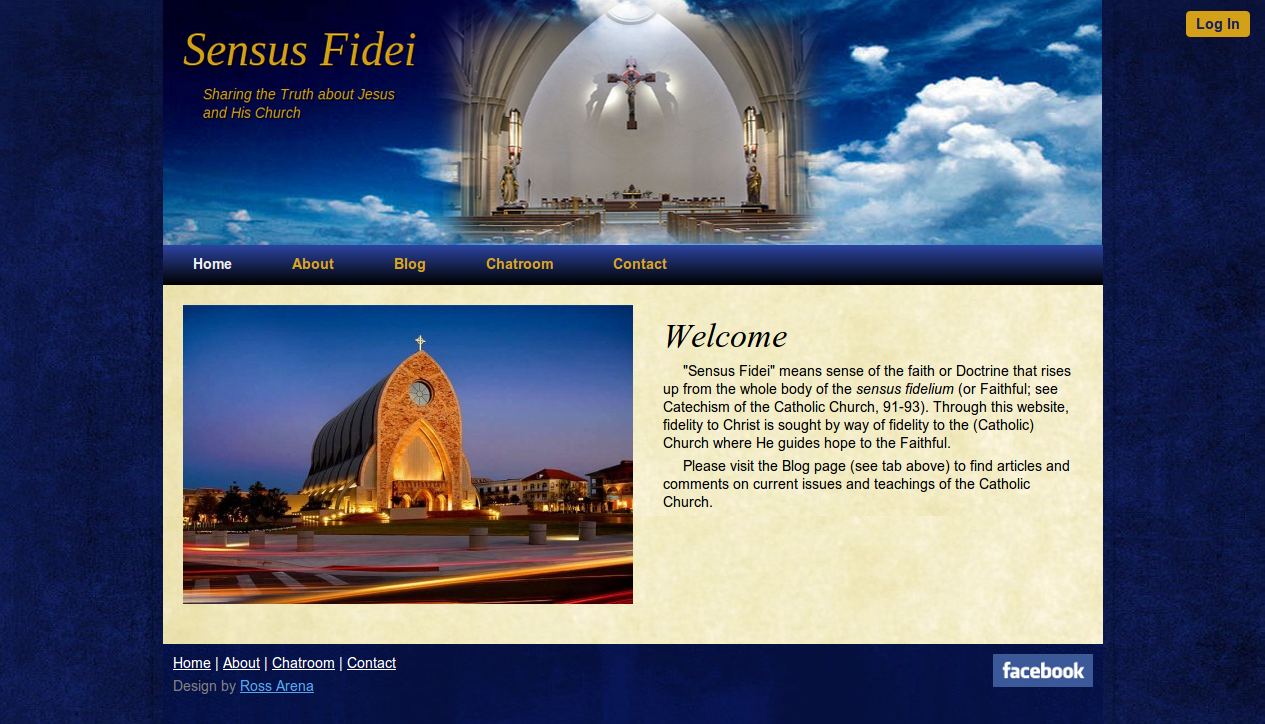 Log In
Sensus Fidei
Sharing the Truth about Jesus
and His Church
Home About Blog Chatroom Contact
Welcome
"Sensus Fidei" means sense of the faith or Doctrine that rises
up from the whole body of the sensus fidelium (or Faithful; see
Catechism of the Catholic Church, 91-93). Through this website,
fidelity to Christ is sought by way of fidelity to the (Catholic)
Church where He guides hope to the Faithful.
Please visit the Blog page (see tab above) to find articles and
comments on current issues and teachings of the Catholic
Church.
Home | About | Chatroom | Contact
facebook
Design by Ross Arena